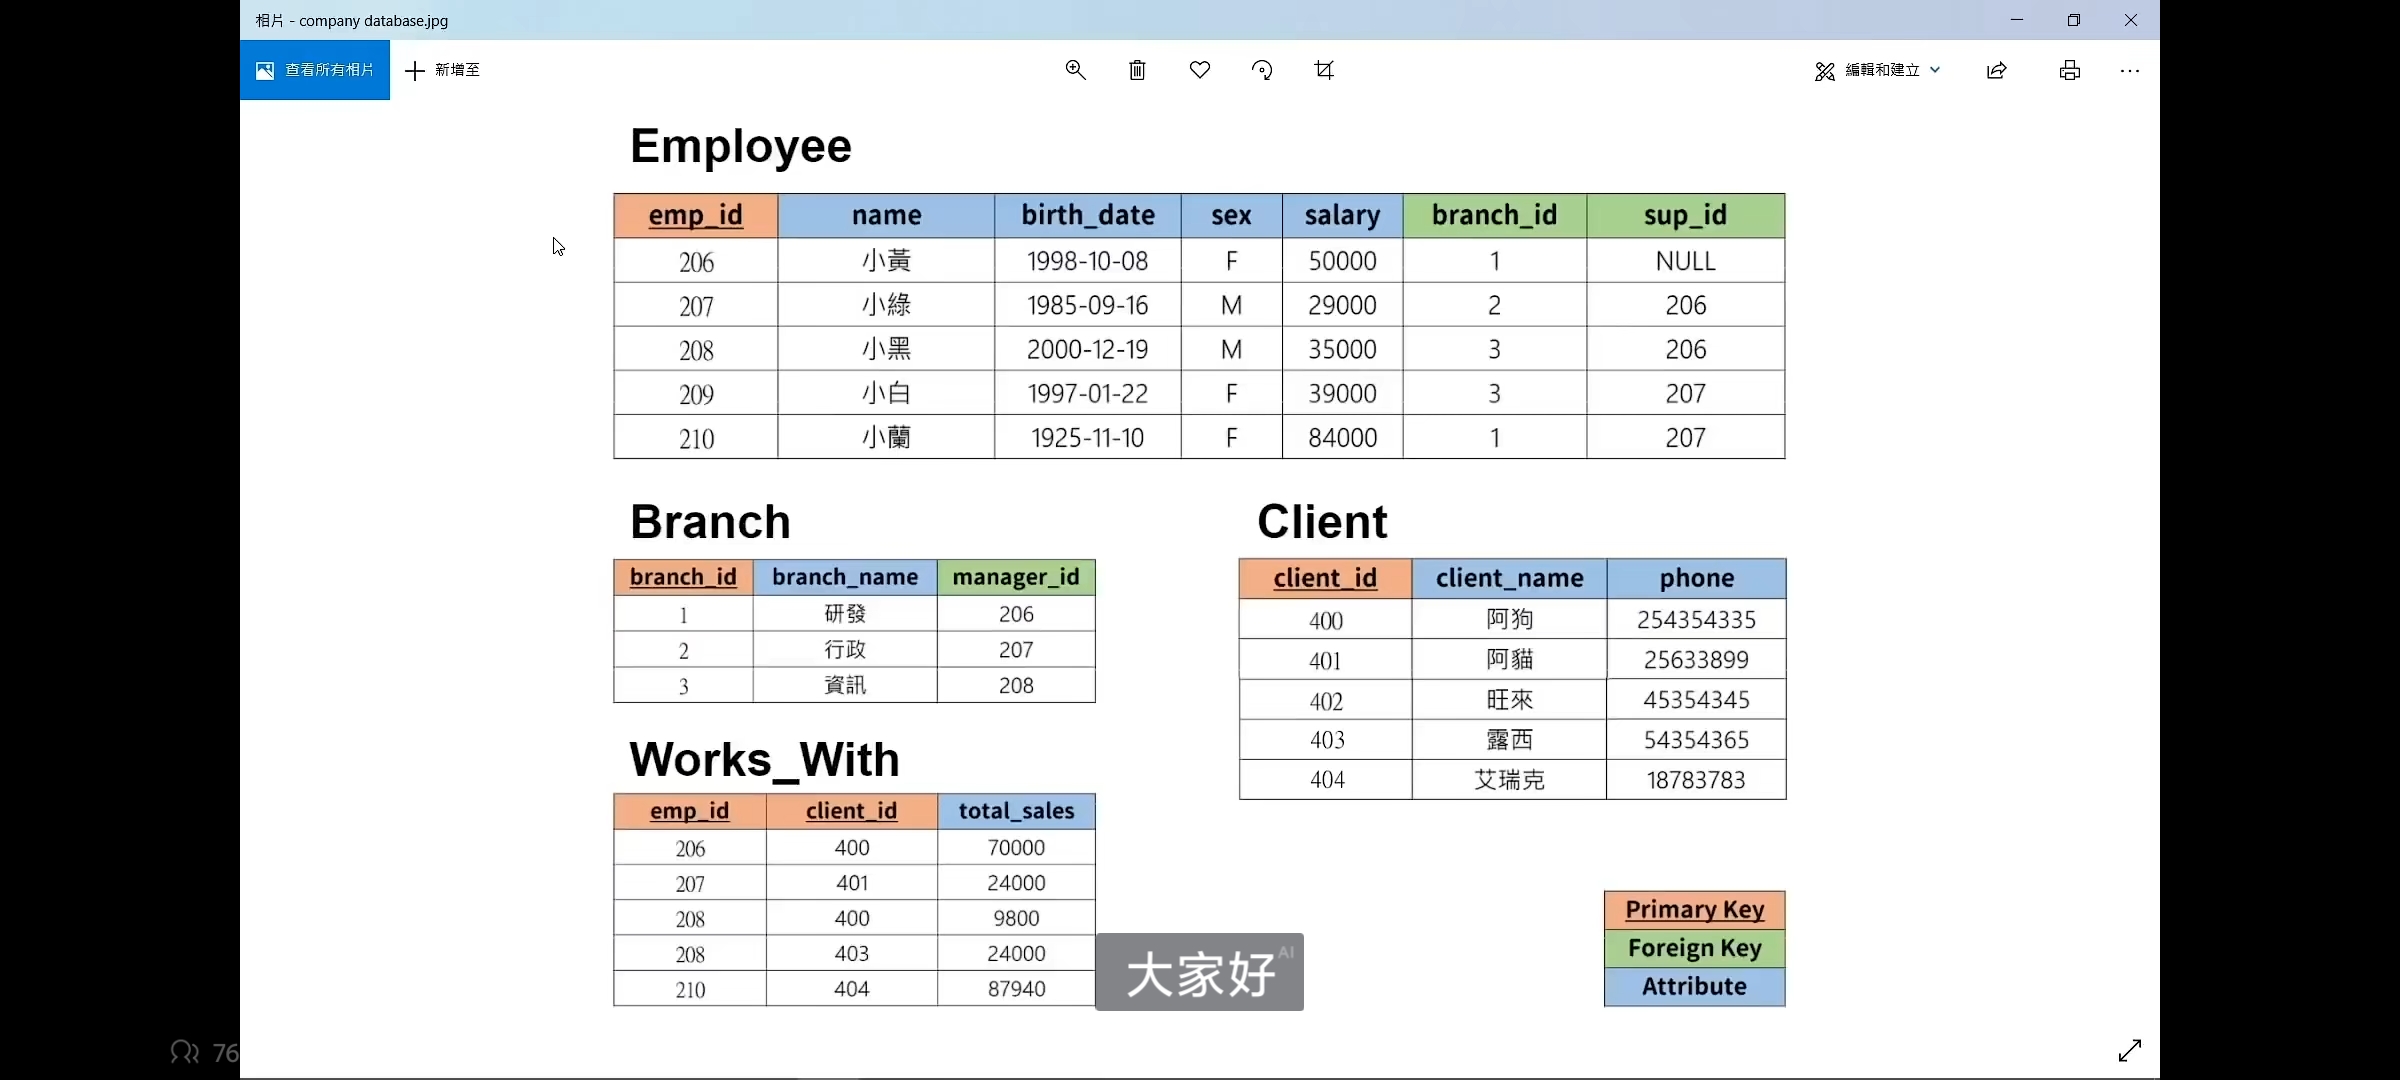 相片 - company database.jpg
查看所有相片
新增至
編輯和建立
Employee
emp_id name birth_date sex salary branch_id sup_id
206 小黃 1998-10-08 F 50000 1 NULL
207 小綠 1985-09-16 M 29000 2 206
208 小黑 2000-12-19 M 35000 3 206
209 小白 1997-01-22 F 39000 3 207
210 小蘭 1925-11-10 F 84000 1 207
Branch
branch_id branch_name manager_id
1 研發 206
2 行政 207
3 資訊 208
Client
client_id client_name phone
400 阿狗 254354335
401 阿貓 25633899
402 旺來 45354345
403 露西 54354365
404 艾瑞克 18783783
Works_With
emp_id client_id total_sales
206 400 70000
207 401 24000
208 400 9800
208 403 24000
210 404 87940
Primary Key
Foreign Key
Attribute
大家好 AI
76